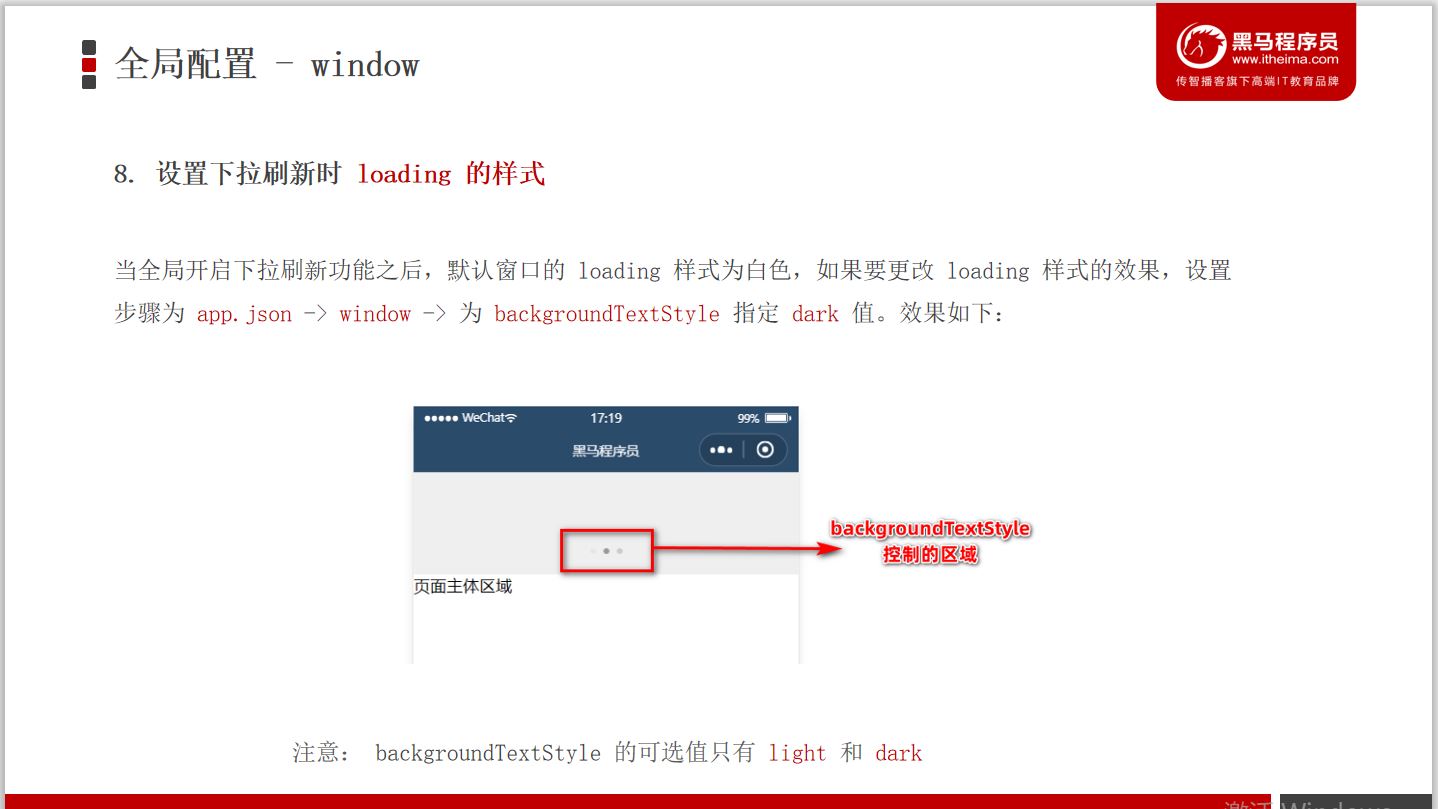 全局配置 - window
黑马程序员
www.itheima.com
传智播客旗下高端IT教育品牌
8. 设置下拉刷新时 loading 的样式
当全局开启下拉刷新功能之后，默认窗口的 loading 样式为白色，如果要更改 loading 样式的效果，设置
步骤为 app.json -> window -> 为 backgroundTextStyle 指定 dark 值。效果如下：
WeChat 17:19 99%
黑马程序员
backgroundTextStyle
控制的区域
页面主体区域
注意： backgroundTextStyle 的可选值只有 light 和 dark
激活 Windows